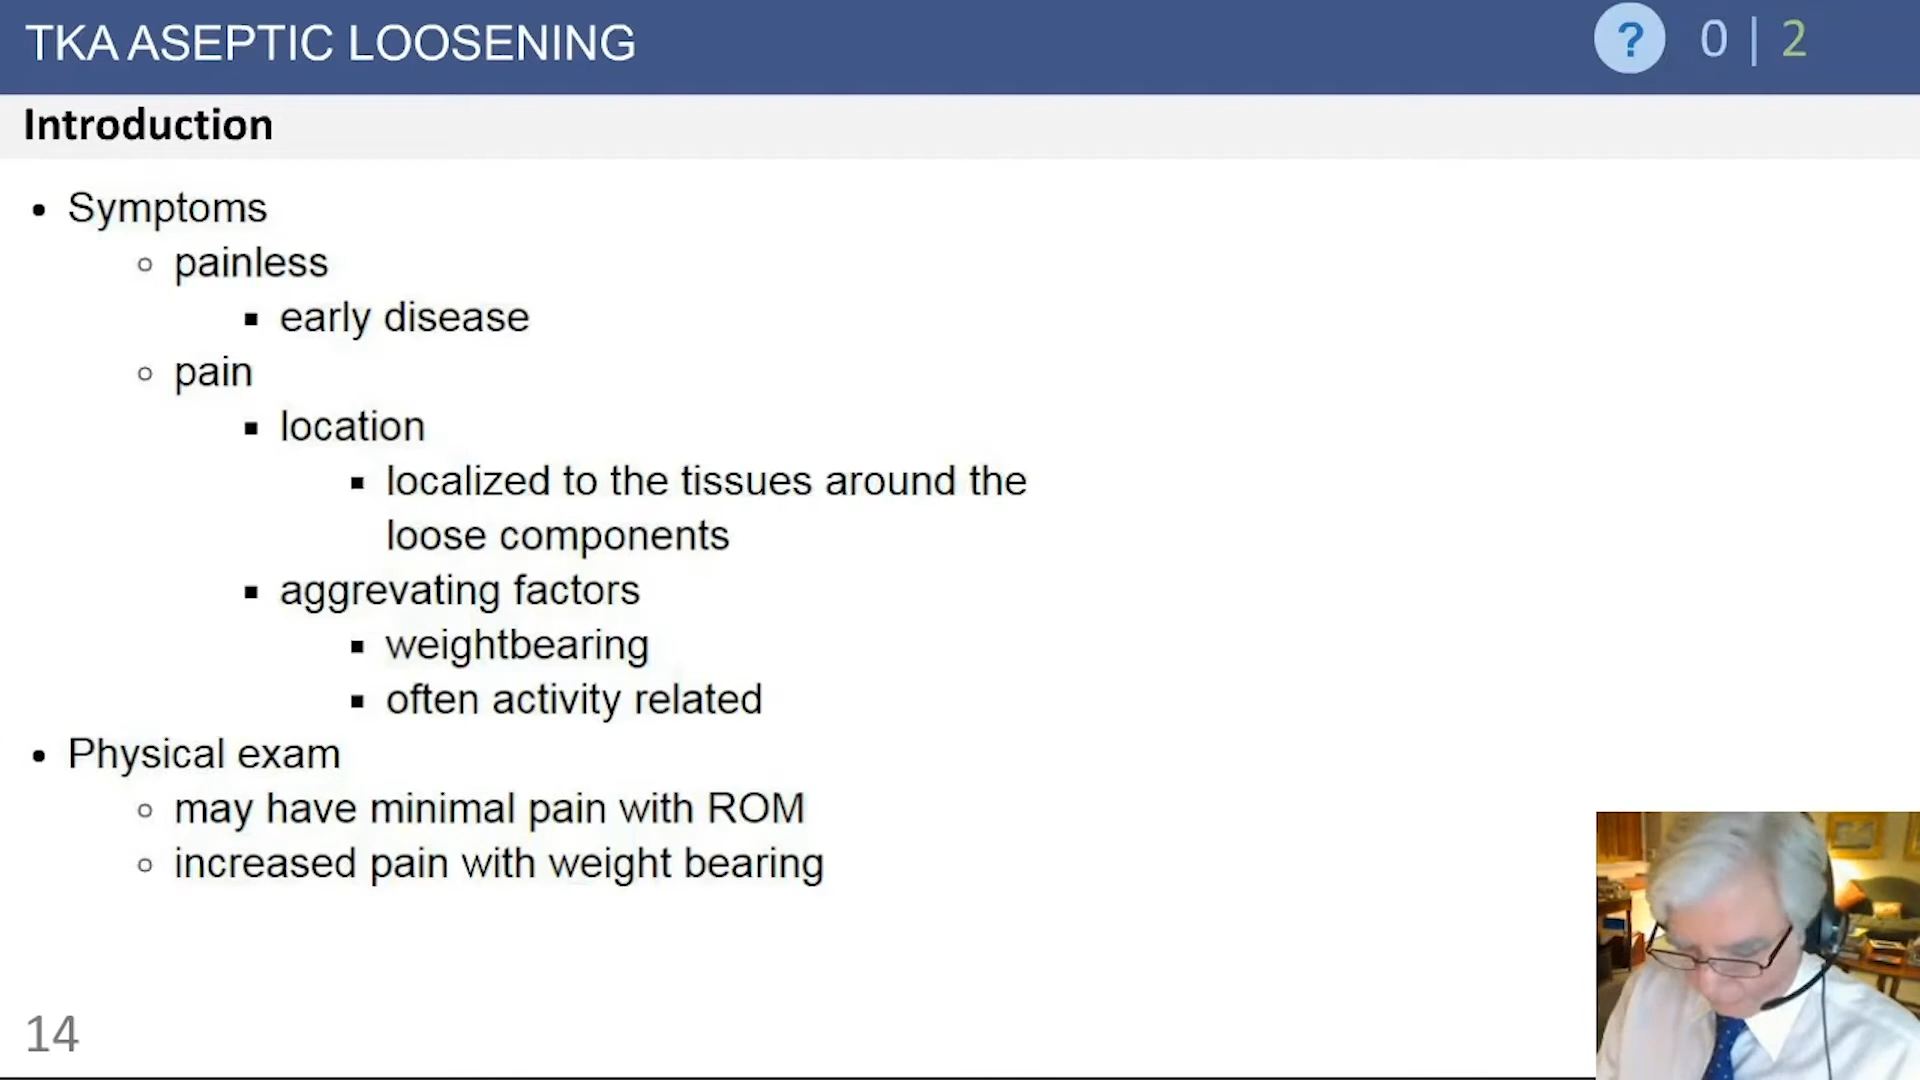 TKA ASEPTIC LOOSENING
? 0 | 2
Introduction
• Symptoms
○ painless
▪ early disease
○ pain
▪ location
▪ localized to the tissues around the
loose components
▪ aggrevating factors
▪ weightbearing
▪ often activity related
• Physical exam
○ may have minimal pain with ROM
○ increased pain with weight bearing
14